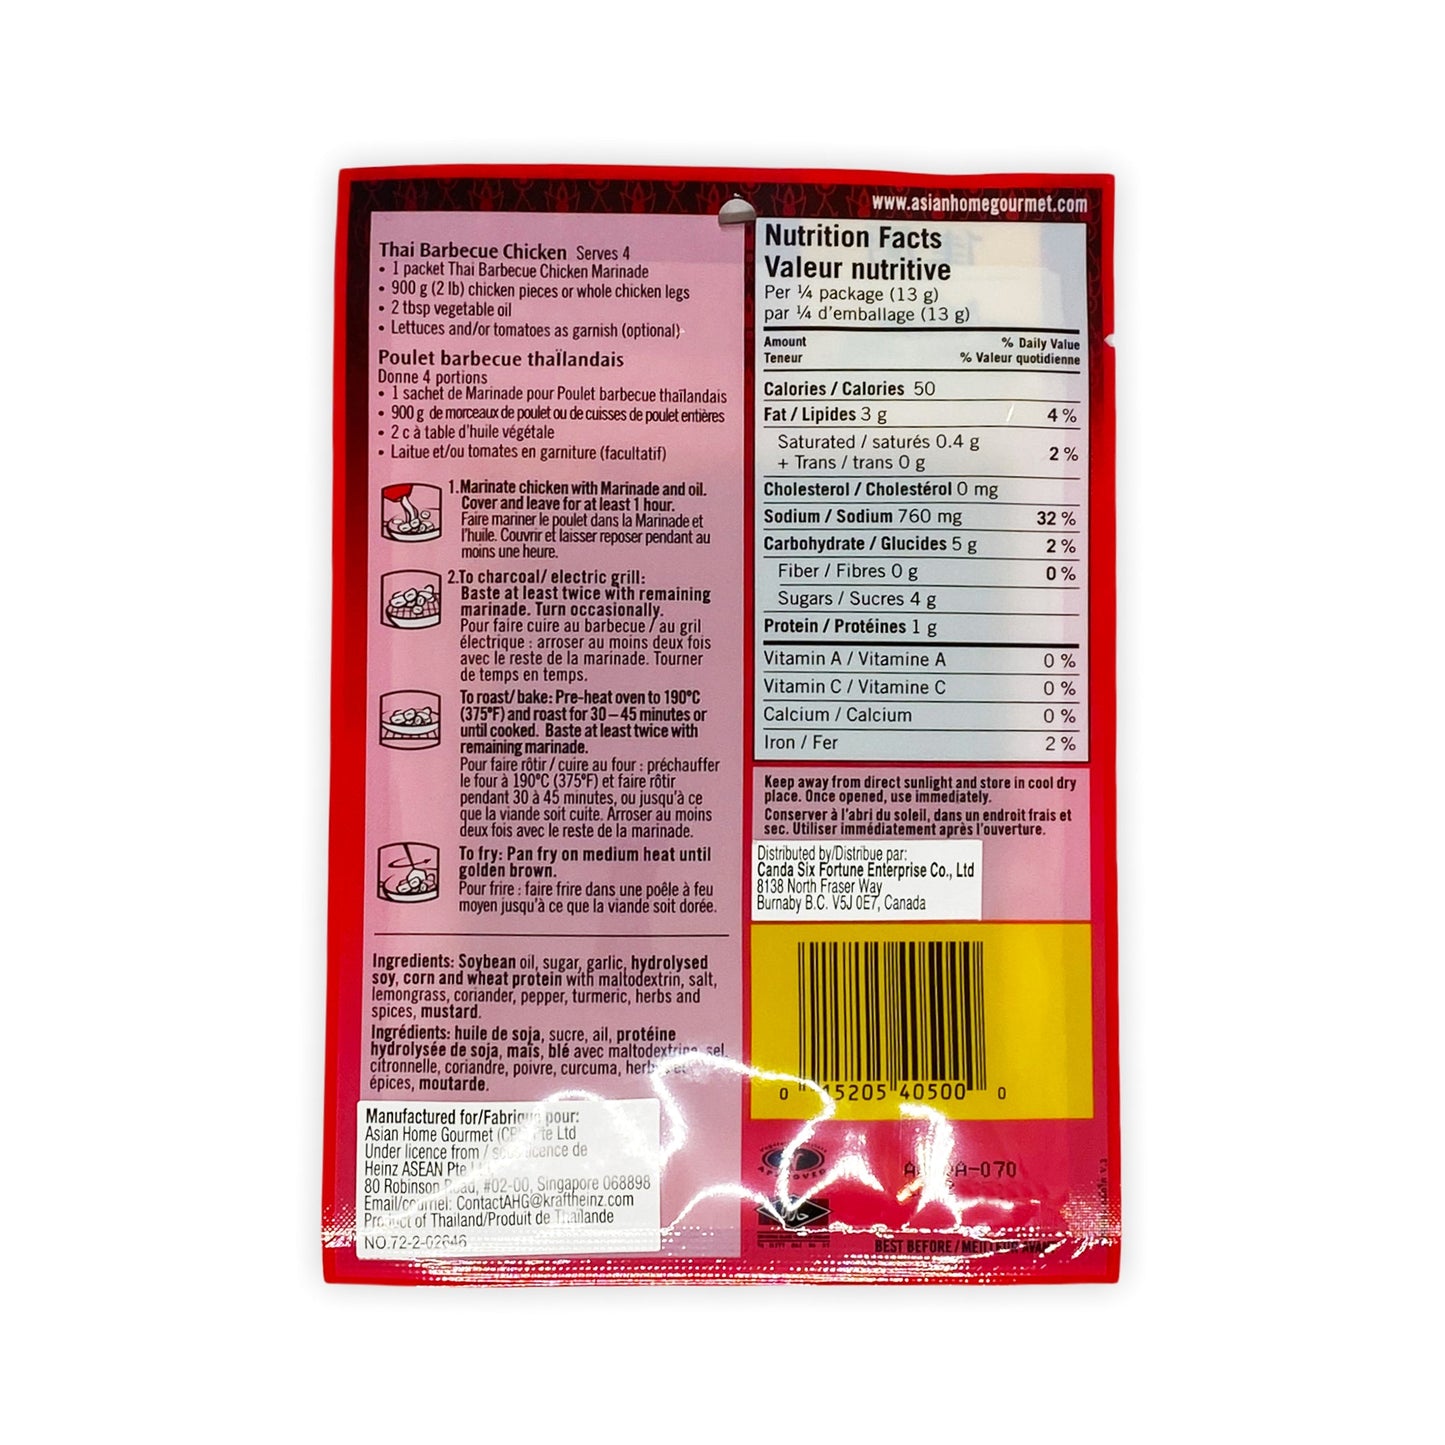 www.asianhomegourmet.com
Thai Barbecue Chicken Serves 4
• 1 packet Thai Barbecue Chicken Marinade
• 900 g (2 lb) chicken pieces or whole chicken legs
• 2 tbsp vegetable oil
• Lettuces and/or tomatoes as garnish (optional)
Poulet barbecue thaïlandais
Donne 4 portions
• 1 sachet de Marinade pour Poulet barbecue thaïlandais
• 900 g de morceaux de poulet ou de cuisses de poulet entières
• 2 c à table d'huile végétale
• Laitue et/ou tomates en garniture (facultatif)
1.Marinate chicken with Marinade and oil.
Cover and leave for at least 1 hour.
Faire mariner le poulet dans la Marinade et
l'huile. Couvrir et laisser reposer pendant au
moins une heure.
2.To charcoal/ electric grill:
Baste at least twice with remaining
marinade. Turn occasionally.
Pour faire cuire au barbecue / au gril
électrique : arroser au moins deux fois
avec le reste de la marinade. Tourner
de temps en temps.
To roast/ bake: Pre-heat oven to 190°C
(375°F) and roast for 30 – 45 minutes or
until cooked. Baste at least twice with
remaining marinade.
Pour faire rôtir / cuire au four : préchauffer
le four à 190°C (375°F) et faire rôtir
pendant 30 à 45 minutes, ou jusqu'à ce
que la viande soit cuite. Arroser au moins
deux fois avec le reste de la marinade.
To fry: Pan fry on medium heat until
golden brown.
Pour frire : faire frire dans une poêle à feu
moyen jusqu'à ce que la viande soit dorée.
Ingredients: Soybean oil, sugar, garlic, hydrolysed
soy, corn and wheat protein with maltodextrin, salt,
lemongrass, coriander, pepper, turmeric, herbs and
spices, mustard.
Ingrédients: huile de soja, sucre, ail, protéine
hydrolysée de soja, maïs, blé avec maltodextrine, sel,
citronnelle, coriandre, poivre, curcuma, herbes et
épices, moutarde.
Manufactured for/Fabriqué pour:
Asian Home Gourmet Pte Ltd
Under licence from / sous licence de
Heinz ASEAN Pte
80 Robinson Road, #02-00, Singapore 068898
Email/courriel: ContactAHG@kraftheinz.com
Product of Thailand/Produit de Thaïlande
NO.72-2-02646
Nutrition Facts
Valeur nutritive
Per ¼ package (13 g)
par ¼ d'emballage (13 g)
Amount % Daily Value
Teneur % Valeur quotidienne
Calories / Calories 50
Fat / Lipides 3 g 4 %
Saturated / saturés 0.4 g
+ Trans / trans 0 g 2 %
Cholesterol / Cholestérol 0 mg
Sodium / Sodium 760 mg 32 %
Carbohydrate / Glucides 5 g 2 %
Fiber / Fibres 0 g 0 %
Sugars / Sucres 4 g
Protein / Protéines 1 g
Vitamin A / Vitamine A 0 %
Vitamin C / Vitamine C 0 %
Calcium / Calcium 0 %
Iron / Fer 2 %
Keep away from direct sunlight and store in cool dry
place. Once opened, use immediately.
Conserver à l'abri du soleil, dans un endroit frais et
sec. Utiliser immédiatement après l'ouverture.
Distributed by/Distribue par:
Canda Six Fortune Enterprise Co., Ltd
8138 North Fraser Way
Burnaby B.C. V5J 0E7, Canada
0 15205 40500 0
APPROVED
A-070
BEST BEFORE / MEILLEUR AVANT